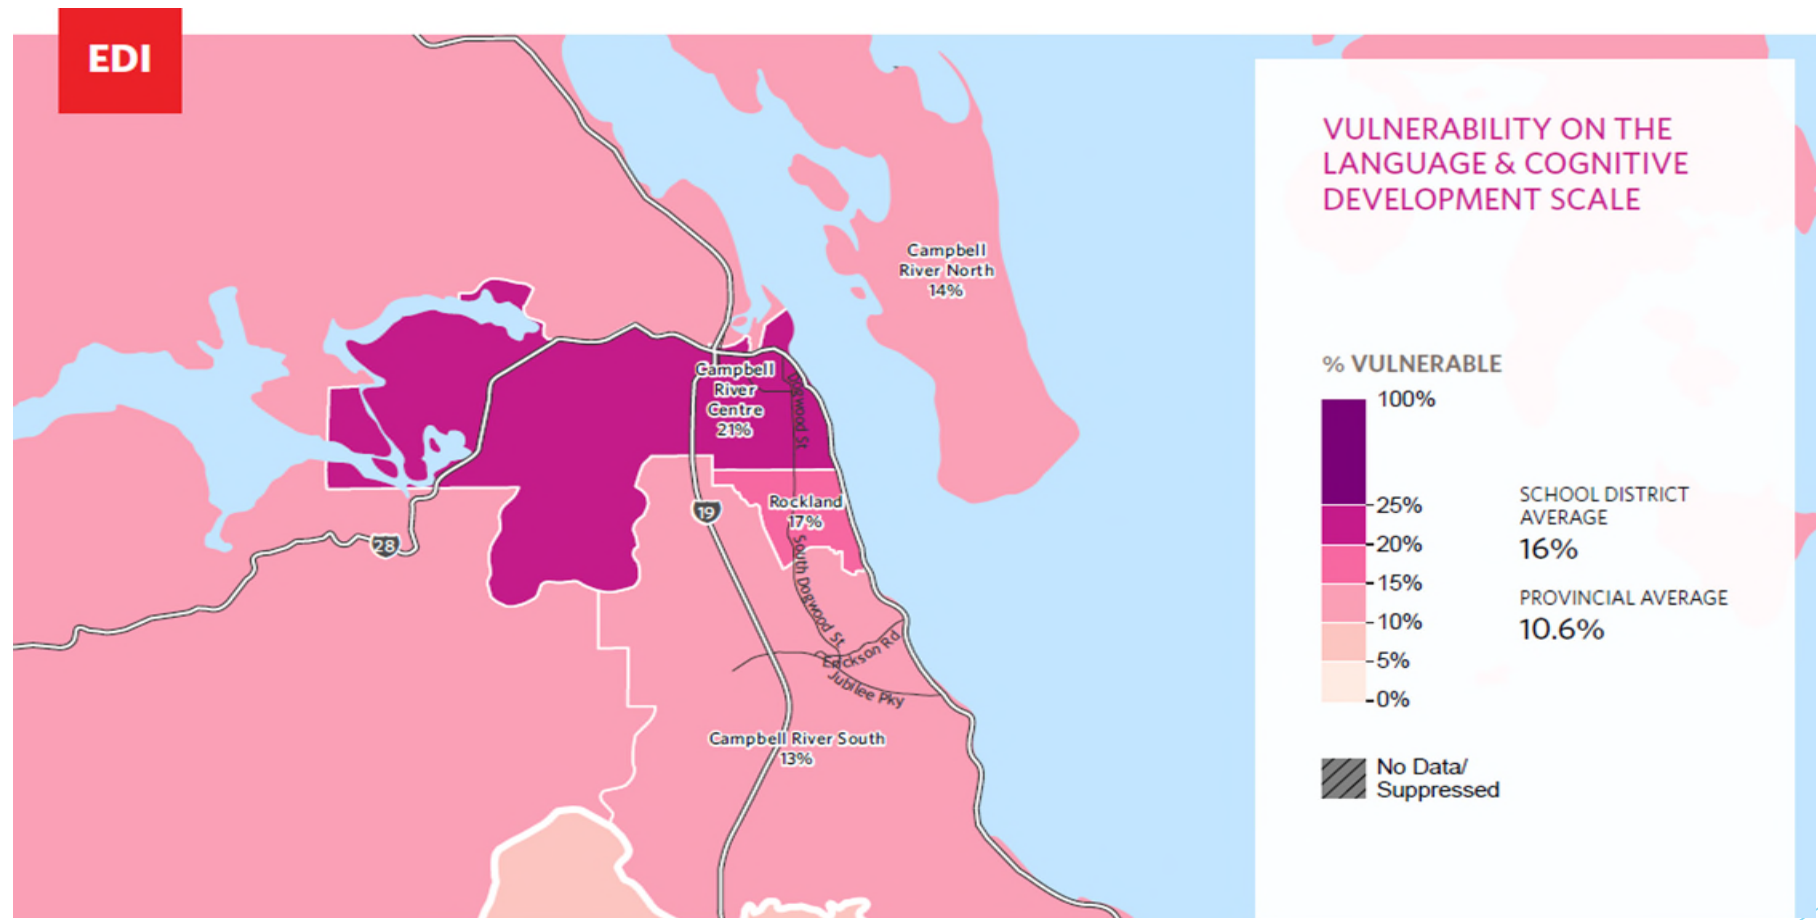 EDI
VULNERABILITY ON THE
LANGUAGE & COGNITIVE
DEVELOPMENT SCALE
% VULNERABLE
100%
25%
20%
15%
10%
5%
0%
SCHOOL DISTRICT
AVERAGE
16%
PROVINCIAL AVERAGE
10.6%
No Data/
Suppressed
Campbell
River North
14%
Campbell
River
Centre
21%
Dogwood St
Rockland
17%
19
28
South Dogwood St
Erickson Rd
Jubilee Pky
Campbell River South
13%